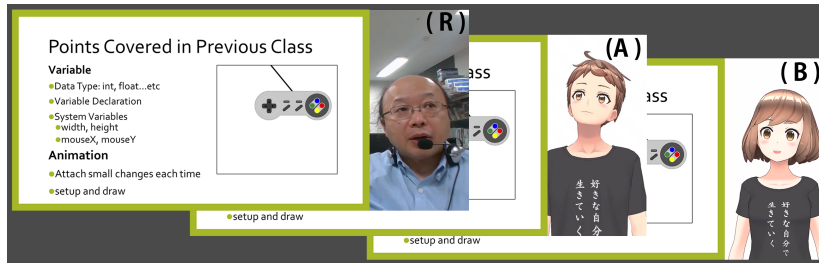 Points Covered in Previous Class
Variable
●Data Type: int, float...etc
●Variable Declaration
●System Variables
●width, height
●mouseX, mouseY
Animation
●Attach small changes each time
●setup and draw
(R)
ass
●setup and draw
(A)
好きな自分
生きていく
ass
●setup and draw
(B)
好きな自分で
生きていく